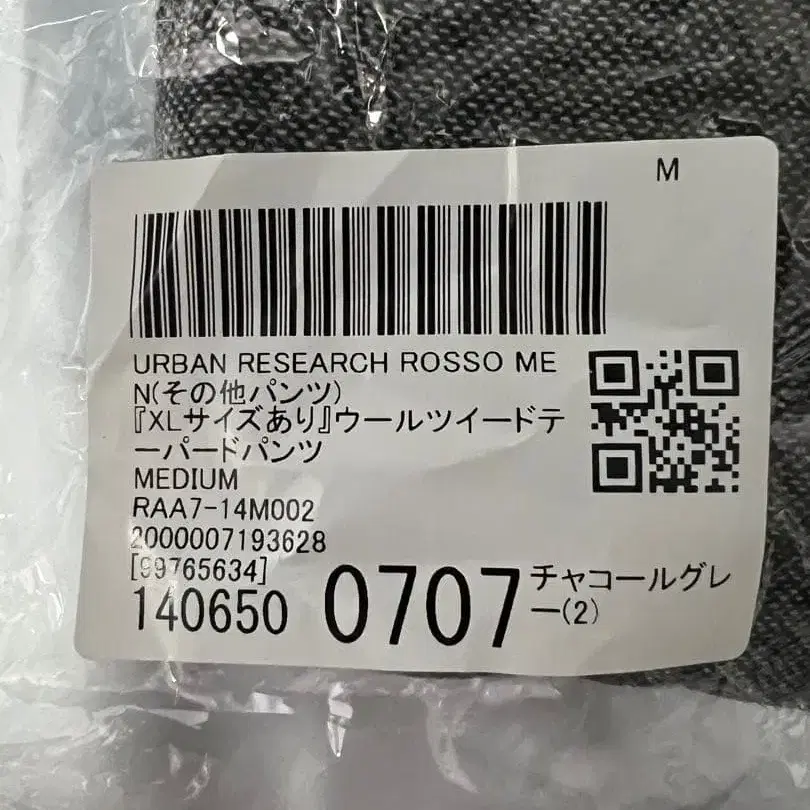 M
URBAN RESEARCH ROSSO ME
N(その他パンツ)
『XLサイズあり』ウールツイードテ
ーパードパンツ
MEDIUM
RAA7-14M002
2000007193628
[99765634]
140650 0707 チャコールグレ
ー(2)